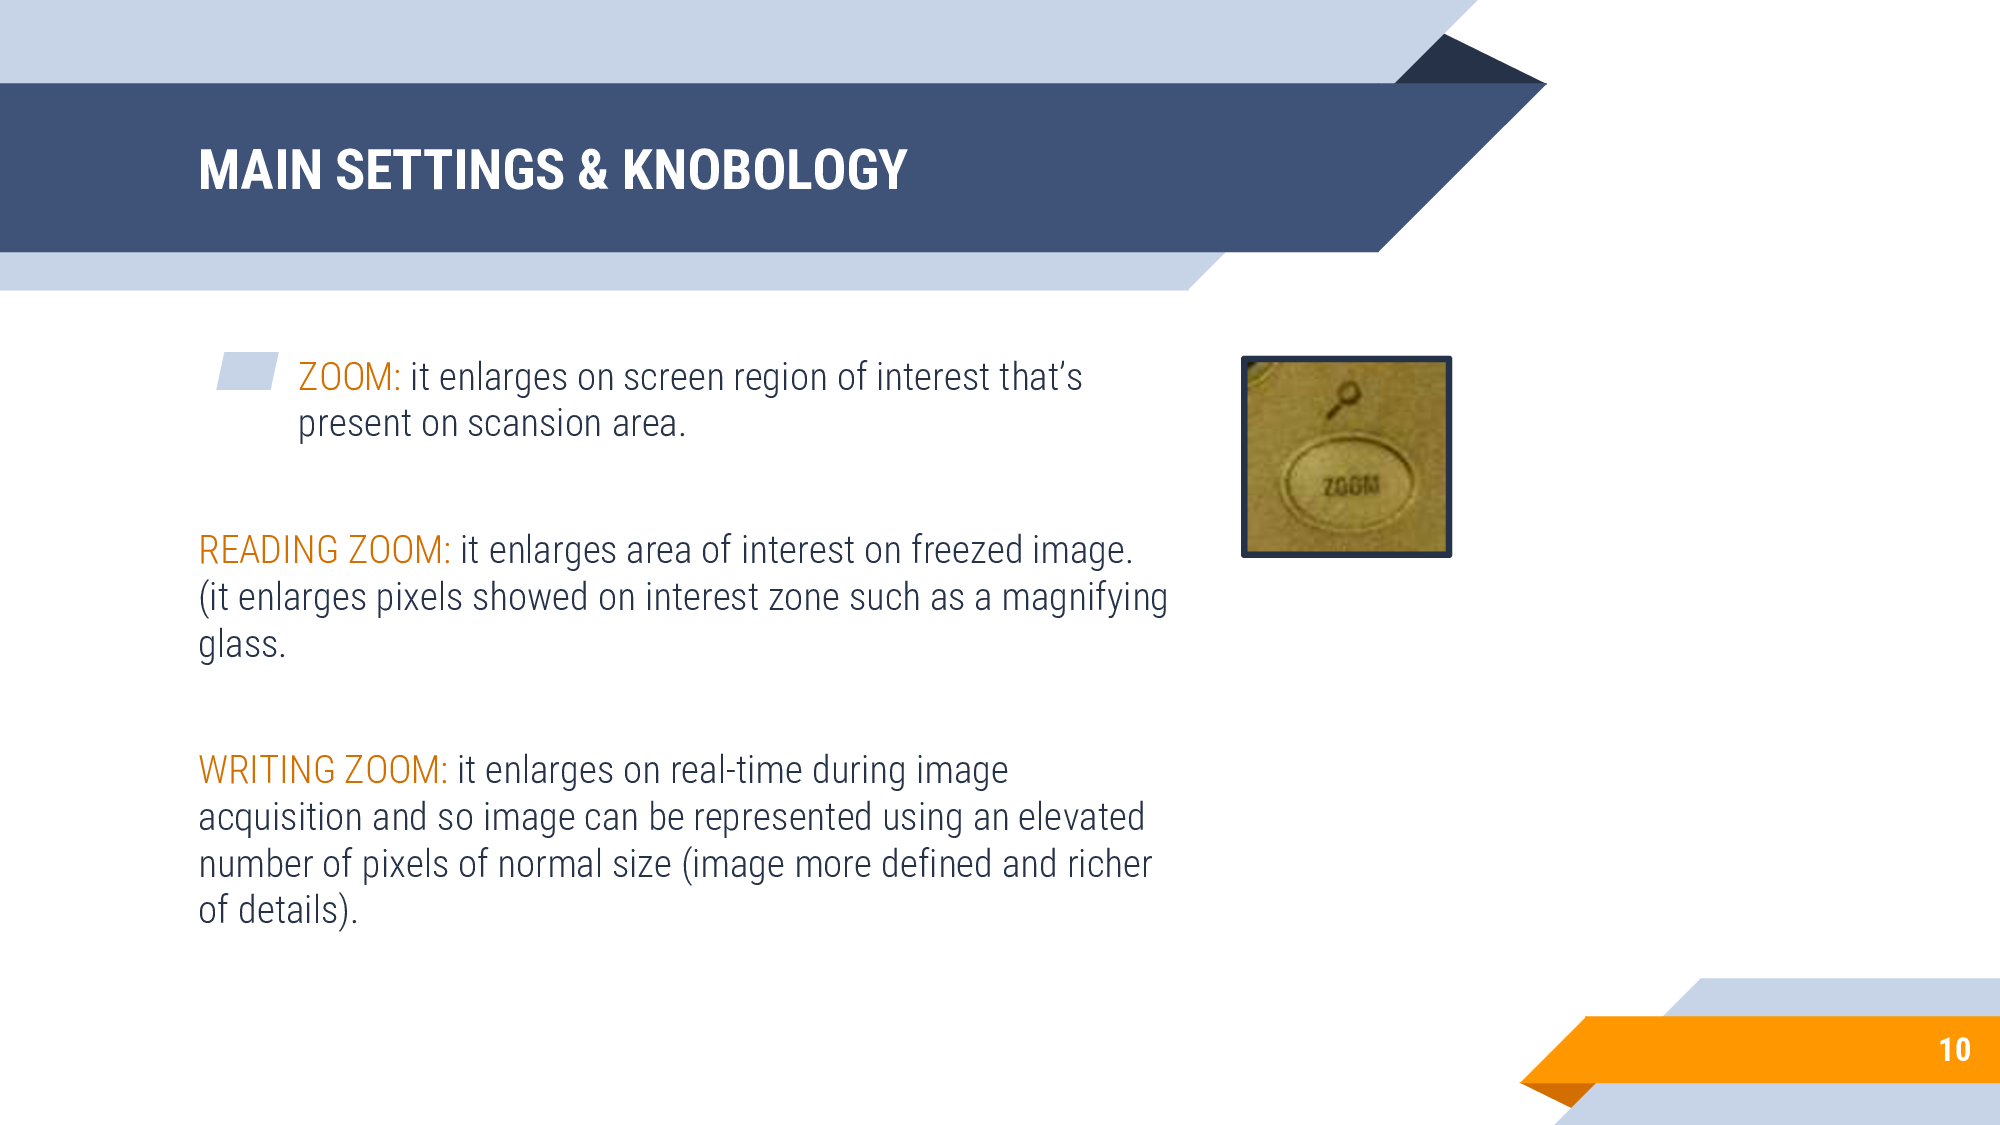 MAIN SETTINGS & KNOBOLOGY
ZOOM: it enlarges on screen region of interest that’s
present on scansion area.
ZOOM
READING ZOOM: it enlarges area of interest on freezed image.
(it enlarges pixels showed on interest zone such as a magnifying
glass.
WRITING ZOOM: it enlarges on real-time during image
acquisition and so image can be represented using an elevated
number of pixels of normal size (image more defined and richer
of details).
10